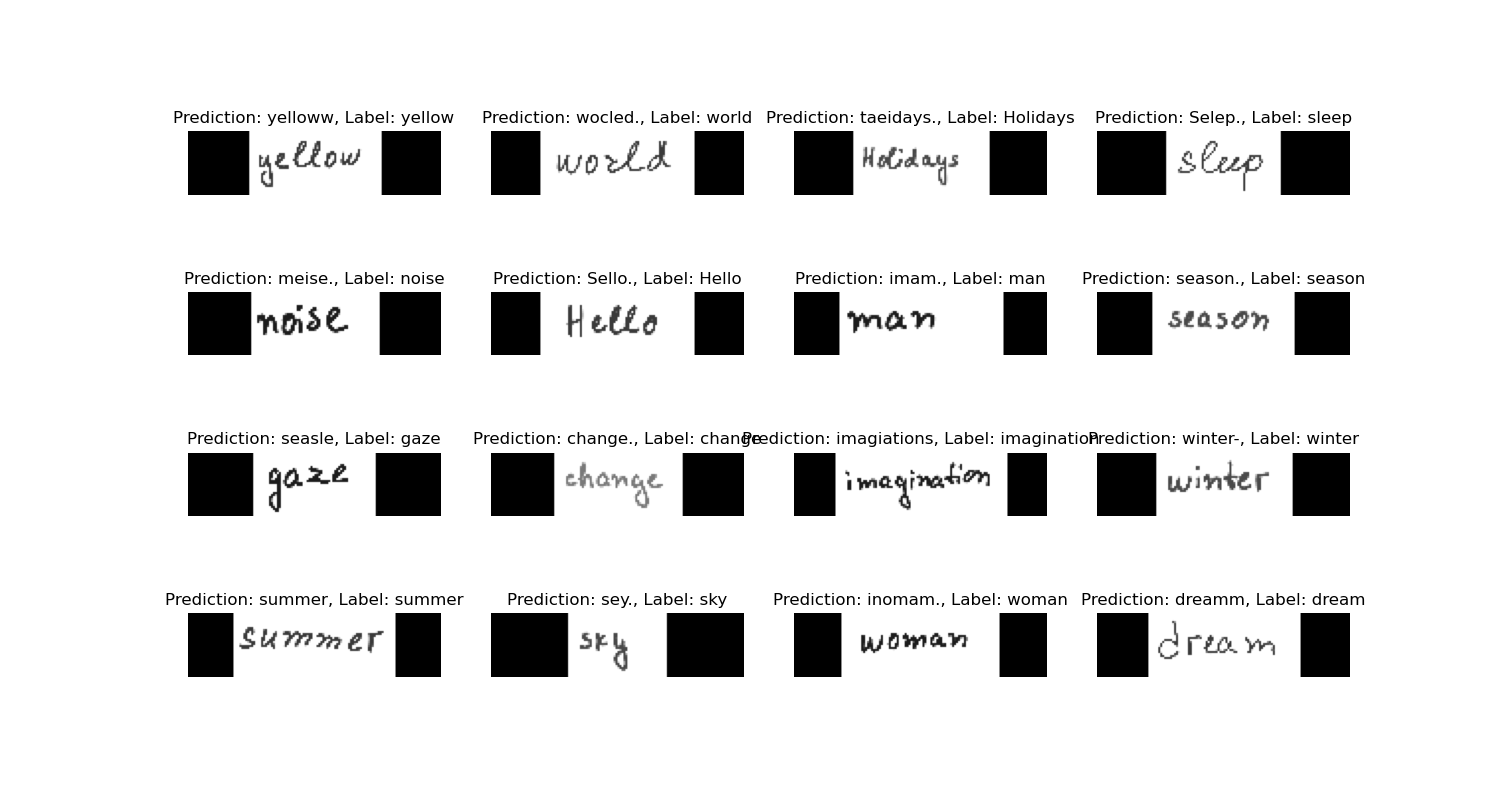 Prediction: yelloww, Label: yellow
Prediction: wocled., Label: world
Prediction: taeidays., Label: Holidays
Prediction: Selep., Label: sleep
yellow
world
Holidays
sleep
Prediction: meise., Label: noise
Prediction: Sello., Label: Hello
Prediction: imam., Label: man
Prediction: season., Label: season
noise
Hello
man
season
Prediction: seasle, Label: gaze
Prediction: change., Label: change
Prediction: imagiations, Label: imagination
Prediction: winter-, Label: winter
gaze
change
imagination
winter
Prediction: summer, Label: summer
Prediction: sey., Label: sky
Prediction: inomam., Label: woman
Prediction: dreamm, Label: dream
summer
sky
woman
dream